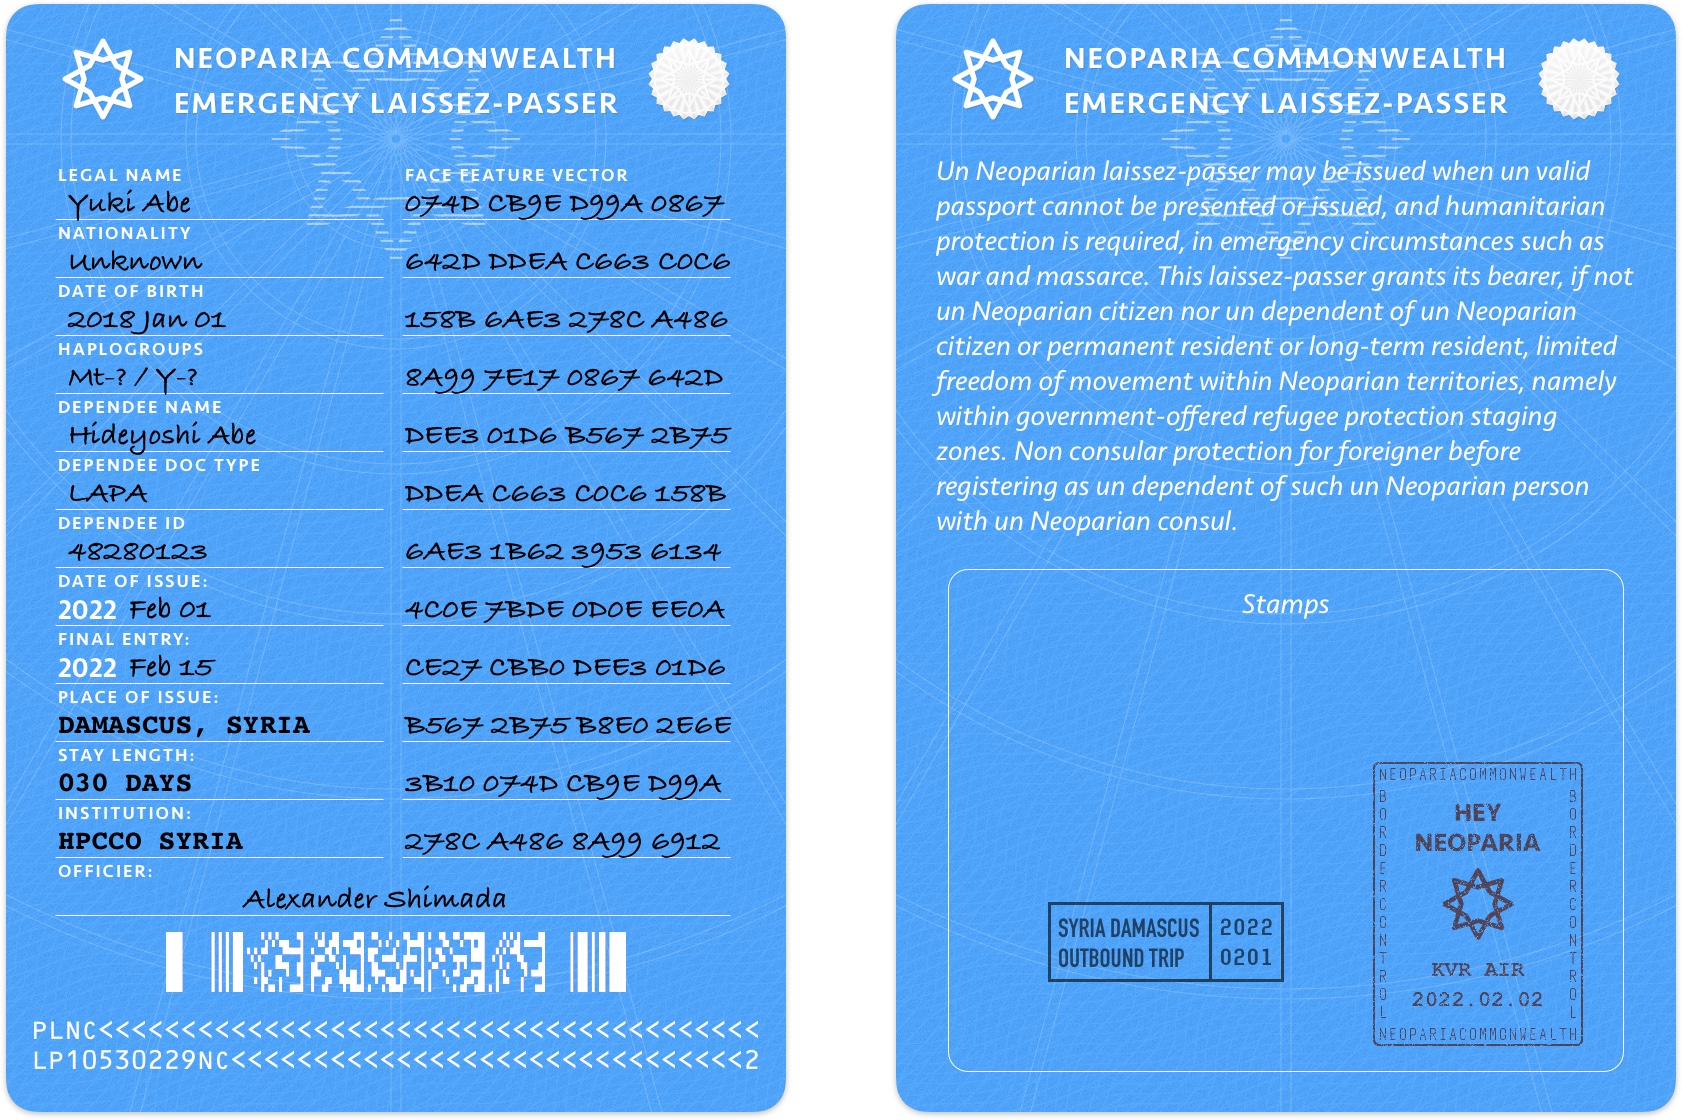 NEOPARIA COMMONWEALTH
EMERGENCY LAISSEZ-PASSER
LEGAL NAME
Yuki Abe
NATIONALITY
Unknown
DATE OF BIRTH
2018 Jan 01
HAPLOGROUPS
Mt-? / Y-?
DEPENDEE NAME
Hideyoshi Abe
DEPENDEE DOC TYPE
LAPA
DEPENDEE ID
48280123
DATE OF ISSUE:
2022 Feb 01
FINAL ENTRY:
2022 Feb 15
PLACE OF ISSUE:
DAMASCUS, SYRIA
STAY LENGTH:
030 DAYS
INSTITUTION:
HPCCO SYRIA
FACE FEATURE VECTOR
074D CB9E D99A 0867
642D DDEA C663 C0C6
158B 6AE3 278C A486
8A99 7E17 0867 642D
DEE3 01D6 B567 2B75
DDEA C663 C0C6 158B
6AE3 1B62 3953 6134
4C0E 7BDE 0D0E EE0A
CE27 CBB0 DEE3 01D6
B567 2B75 B8E0 2E6E
3B10 074D CB9E D99A
278C A486 8A99 6912
OFFICIER:
Alexander Shimada
PLNC<<<<<<<<<<<<<<<<<<<<<<<<<<<<<<<<<<<<<<<<
LP10530229NC<<<<<<<<<<<<<<<<<<<<<<<<<<<<<<<2
NEOPARIA COMMONWEALTH
EMERGENCY LAISSEZ-PASSER
Un Neoparian laissez-passer may be issued when un valid
passport cannot be presented or issued, and humanitarian
protection is required, in emergency circumstances such as
war and massarce. This laissez-passer grants its bearer, if not
un Neoparian citizen nor un dependent of un Neoparian
citizen or permanent resident or long-term resident, limited
freedom of movement within Neoparian territories, namely
within government-offered refugee protection staging
zones. Non consular protection for foreigner before
registering as un dependent of such un Neoparian person
with un Neoparian consul.
Stamps
SYRIA DAMASCUS
OUTBOUND TRIP
2022
0201
NEOPARIACOMMONWEALTH
BORDERCONTROL
HEY
NEOPARIA
KVR AIR
2022.02.02
BORDERCONTROL
NEOPARIACOMMONWEALTH